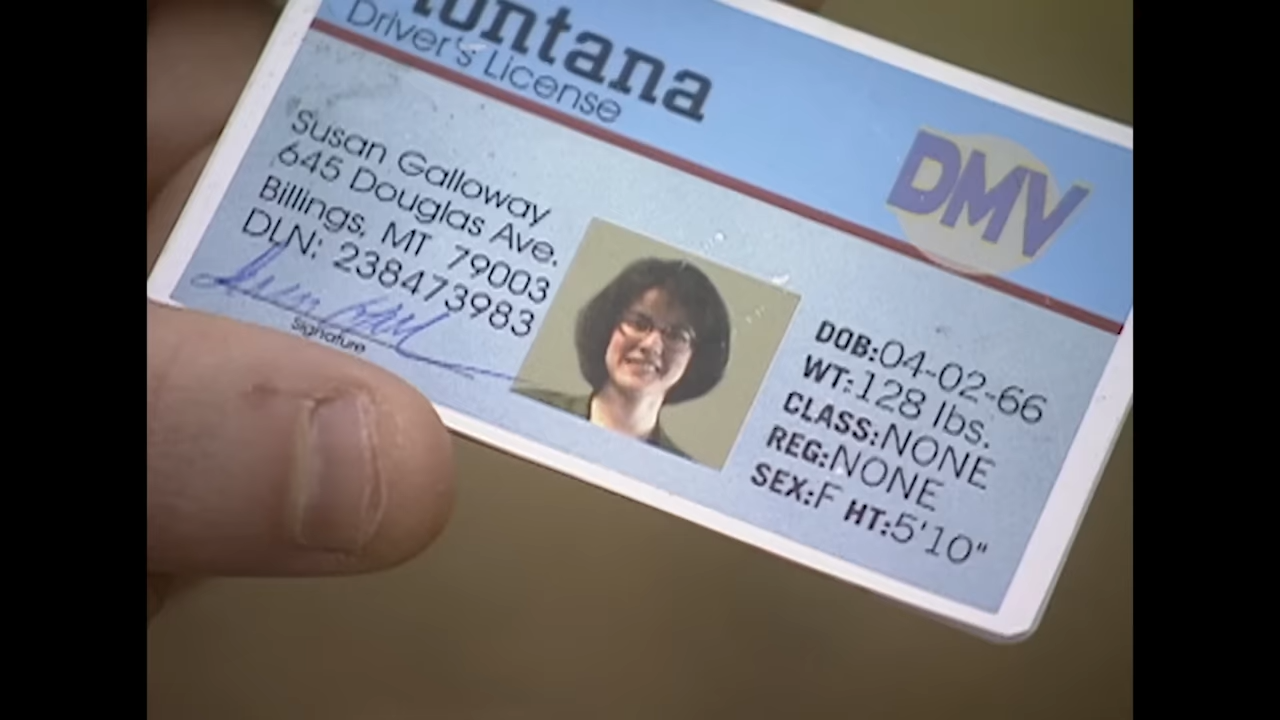 ontana
Driver's License
DMV
Susan Galloway
645 Douglas Ave.
Billings, MT 79003
DLN: 238473983
Signature
DOB:04-02-66
WT:128 lbs.
CLASS:NONE
REG:NONE
SEX:F HT:5'10"